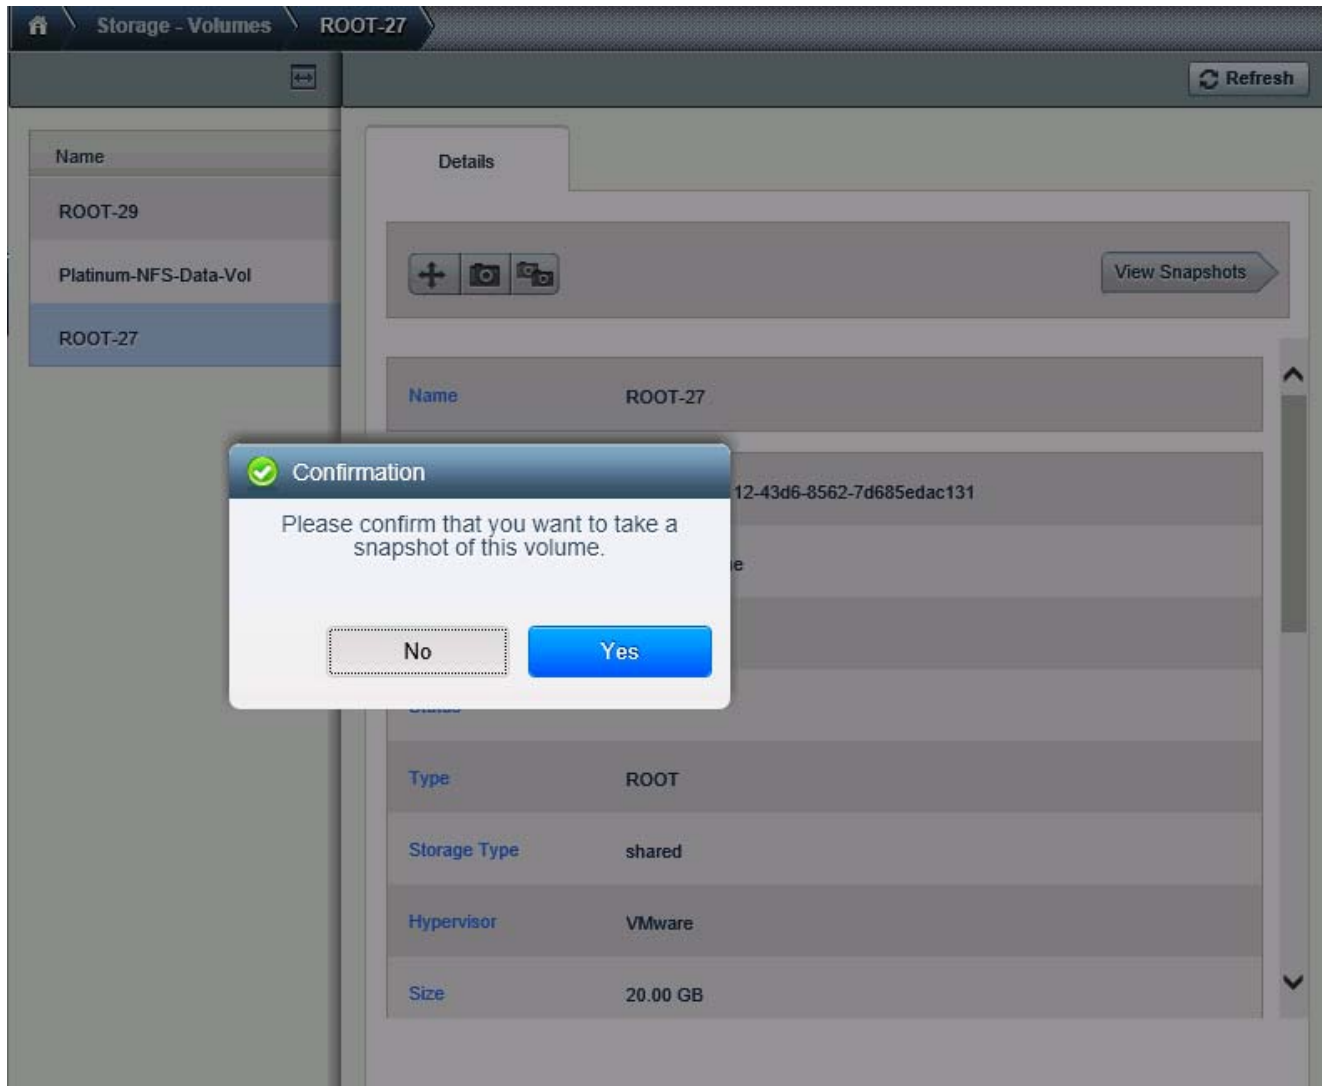 Storage - Volumes ROOT-27
Refresh
Name
ROOT-29
Platinum-NFS-Data-Vol
ROOT-27
Details
View Snapshots
Name ROOT-27
12-43d6-8562-7d685edac131
Confirmation
Please confirm that you want to take a
snapshot of this volume.
No Yes
Type ROOT
Storage Type shared
Hypervisor VMware
Size 20.00 GB